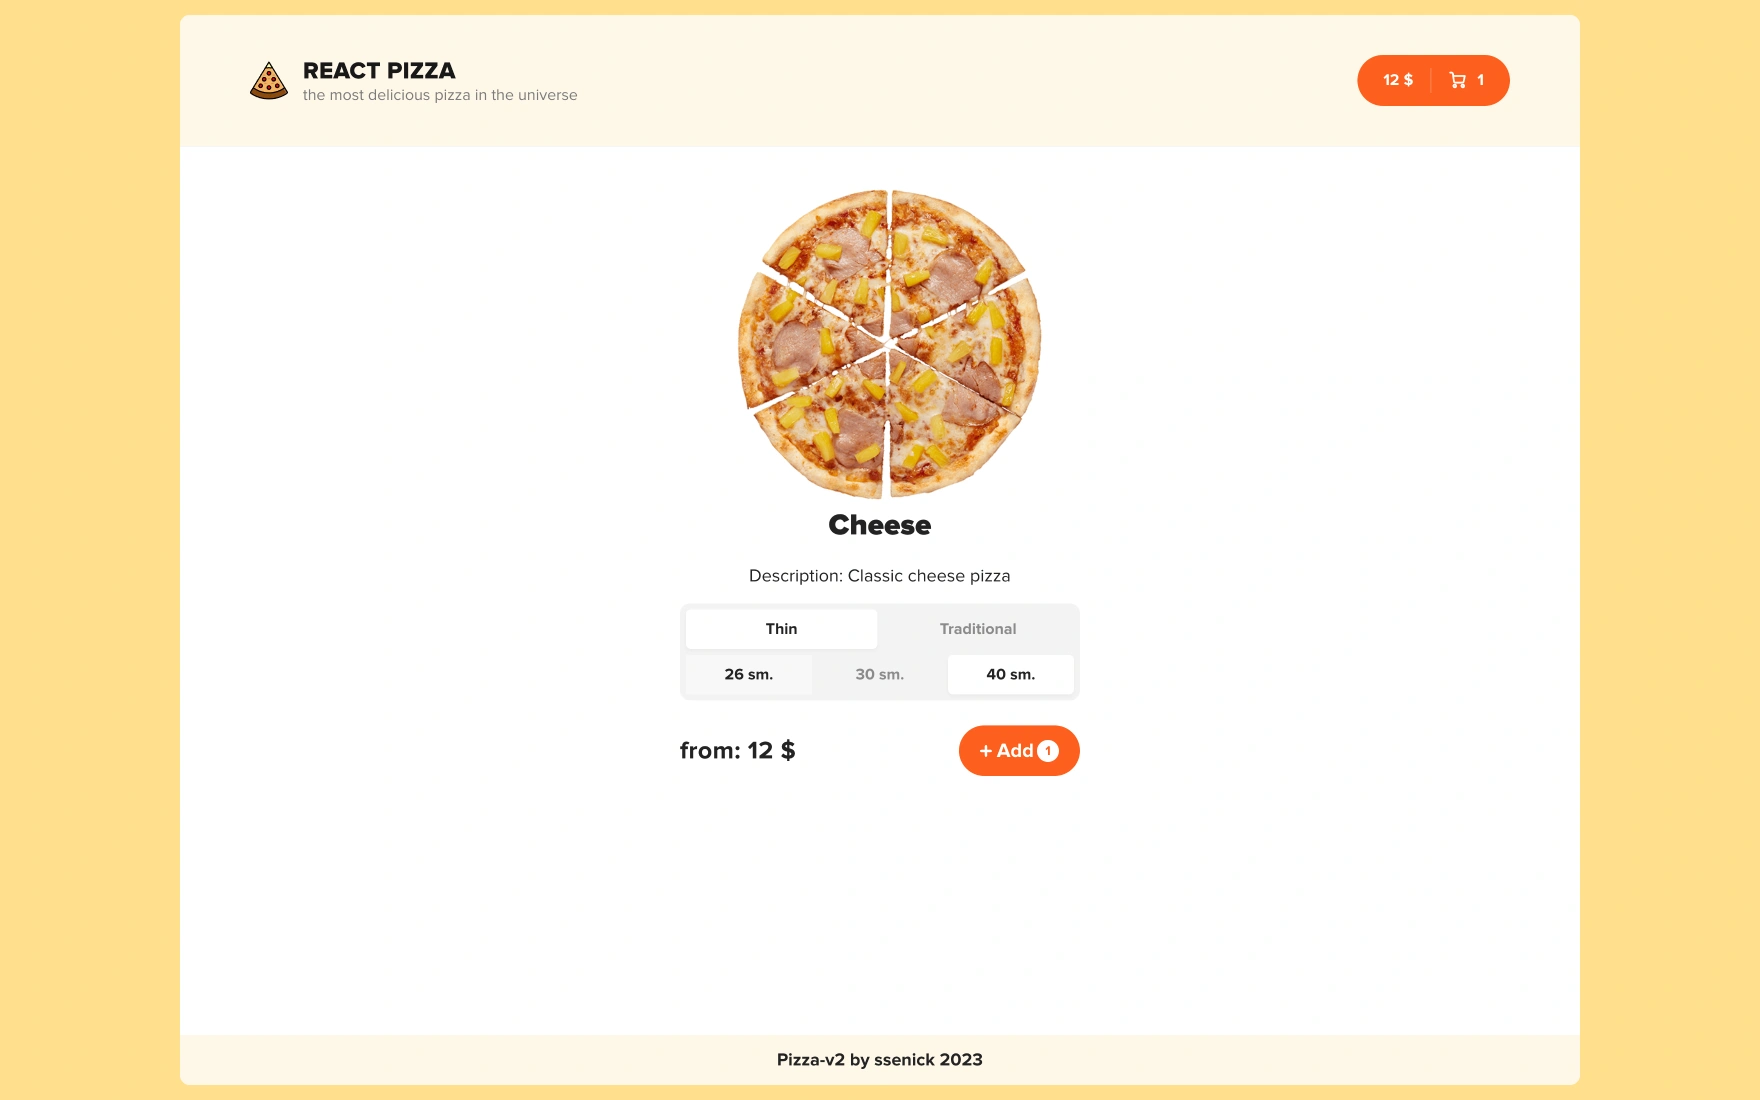 REACT PIZZA
the most delicious pizza in the universe
12 $ 1
Cheese
Description: Classic cheese pizza
Thin Traditional
26 sm. 30 sm. 40 sm.
from: 12 $ + Add 1
Pizza-v2 by ssenick 2023